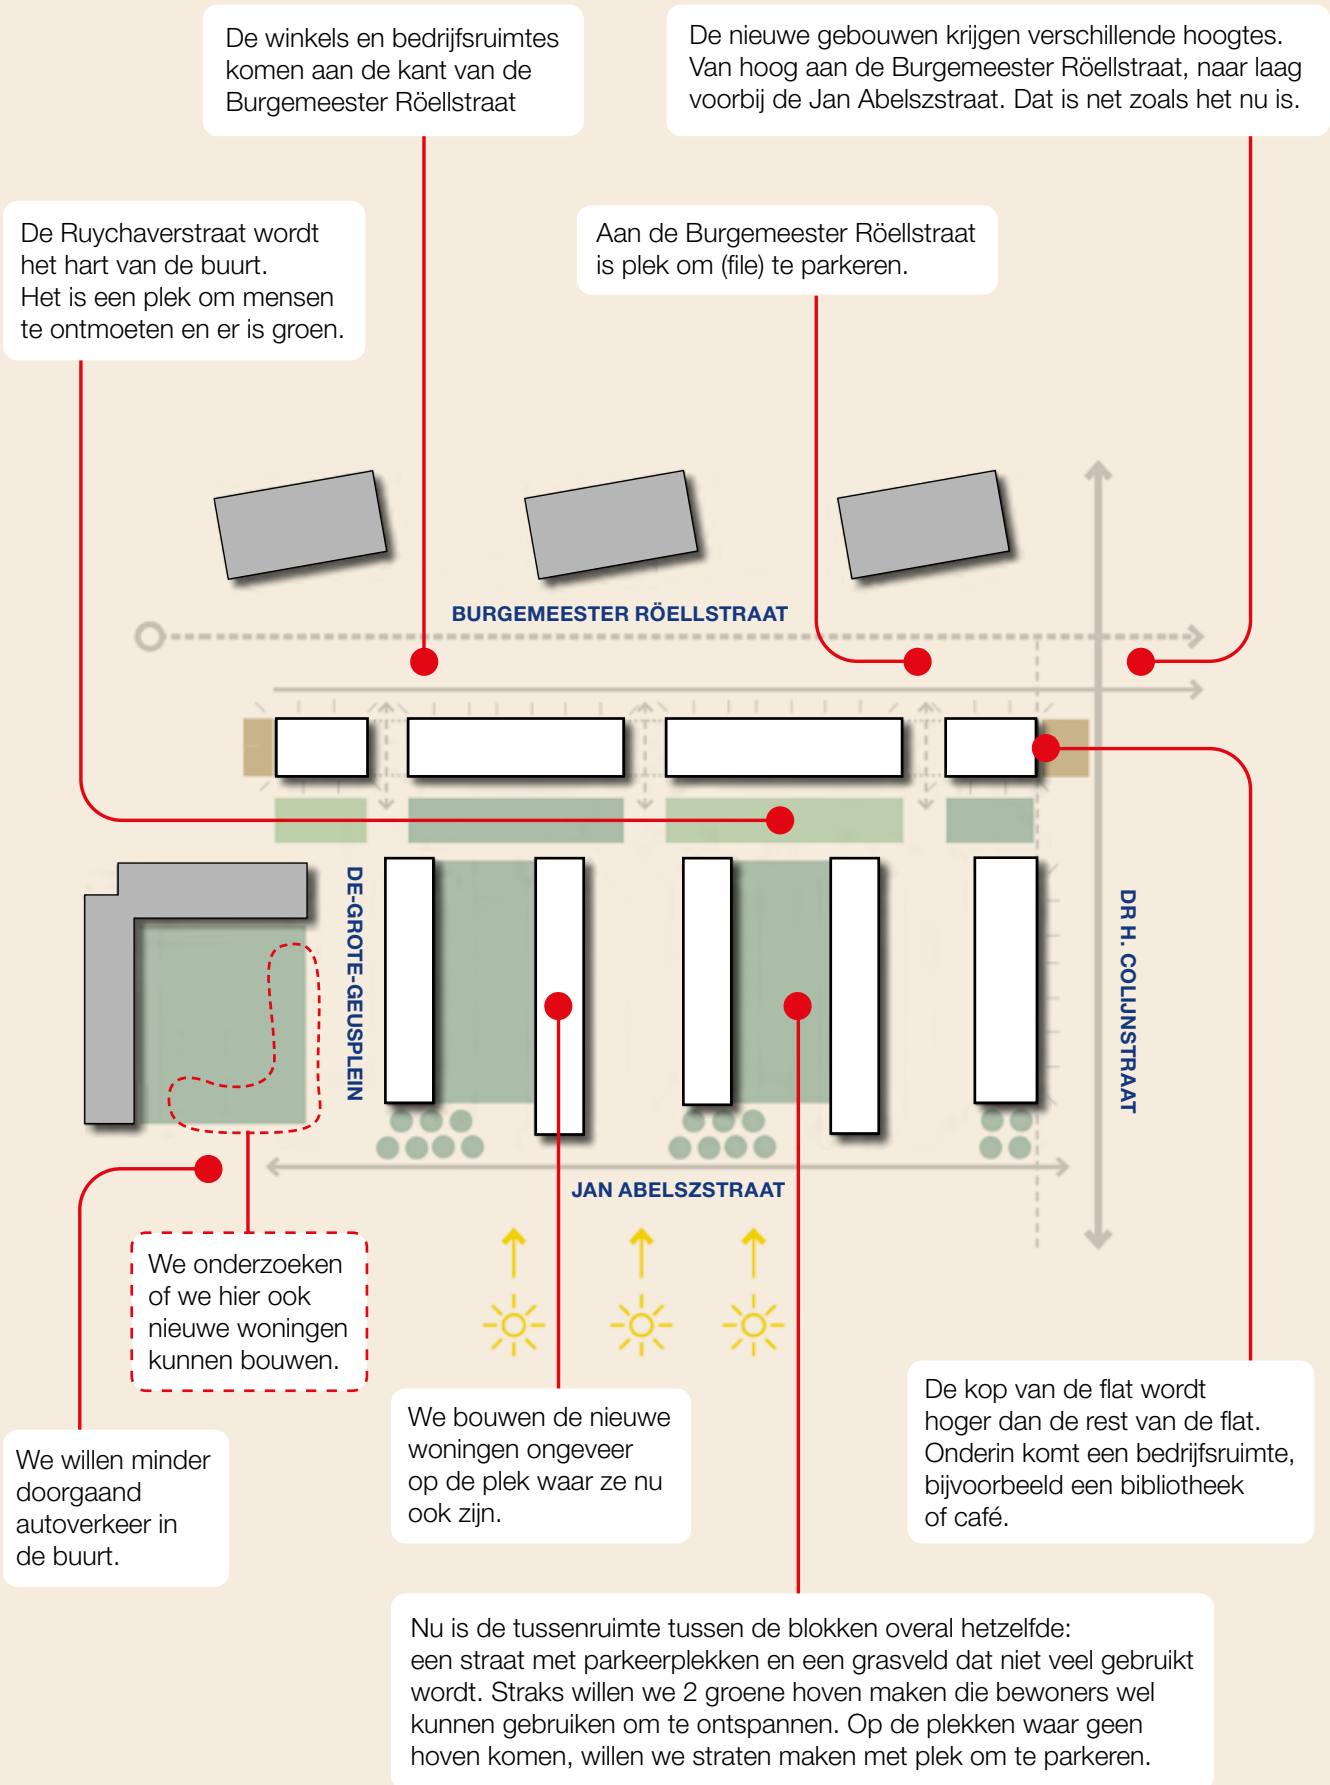 De winkels en bedrijfsruimtes
komen aan de kant van de
Burgemeester Röellstraat
De nieuwe gebouwen krijgen verschillende hoogtes.
Van hoog aan de Burgemeester Röellstraat, naar laag
voorbij de Jan Abelszstraat. Dat is net zoals het nu is.
De Ruychaverstraat wordt
het hart van de buurt.
Het is een plek om mensen
te ontmoeten en er is groen.
Aan de Burgemeester Röellstraat
is plek om (file) te parkeren.
BURGEMEESTER RÖELLSTRAAT
DE-GROTE-GEUSPLEIN
DR H. COLIJNSTRAAT
JAN ABELSZSTRAAT
We onderzoeken
of we hier ook
nieuwe woningen
kunnen bouwen.
We willen minder
doorgaand
autoverkeer in
de buurt.
We bouwen de nieuwe
woningen ongeveer
op de plek waar ze nu
ook zijn.
De kop van de flat wordt
hoger dan de rest van de flat.
Onderin komt een bedrijfsruimte,
bijvoorbeeld een bibliotheek
of café.
Nu is de tussenruimte tussen de blokken overal hetzelfde:
een straat met parkeerplekken en een grasveld dat niet veel gebruikt
wordt. Straks willen we 2 groene hoven maken die bewoners wel
kunnen gebruiken om te ontspannen. Op de plekken waar geen
hoven komen, willen we straten maken met plek om te parkeren.